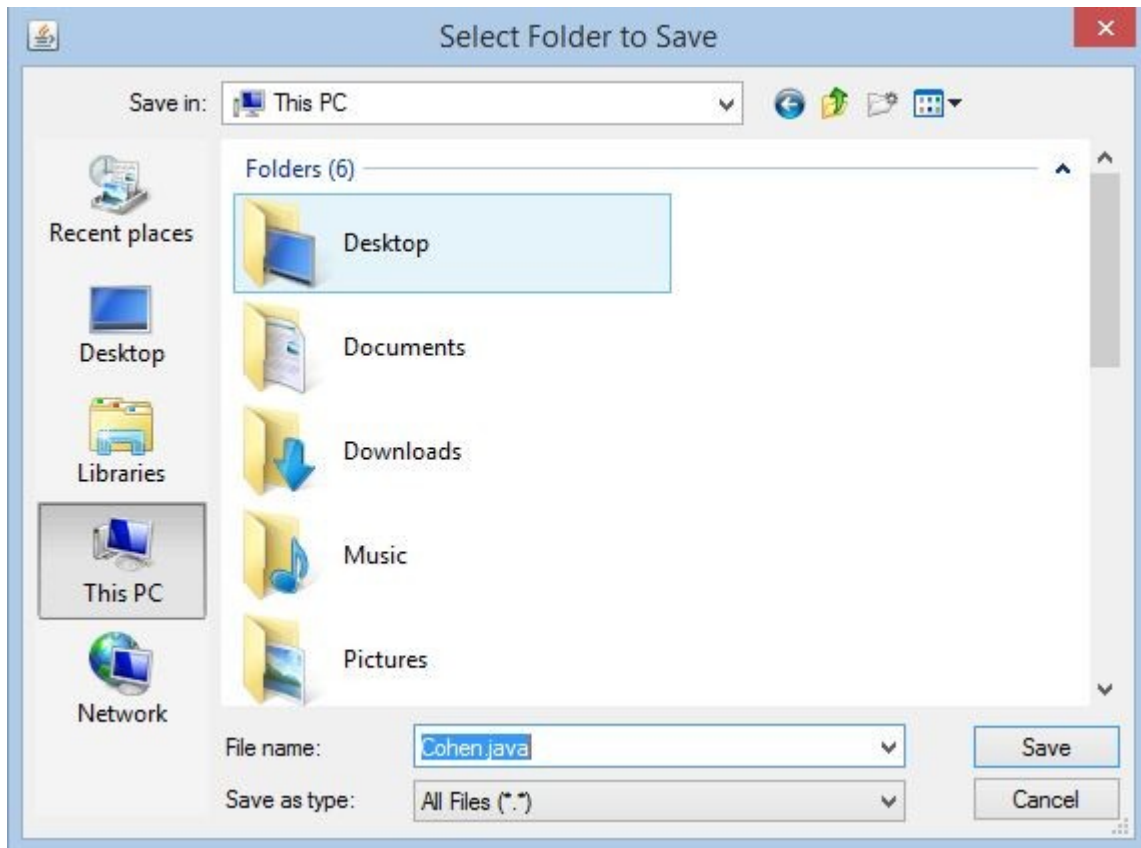 Select Folder to Save
Save in: This PC
Folders (6)
Recent places
Desktop
Libraries
This PC
Network
Desktop
Documents
Downloads
Music
Pictures
File name: Cohen.java
Save
Save as type: All Files (*.*)
Cancel